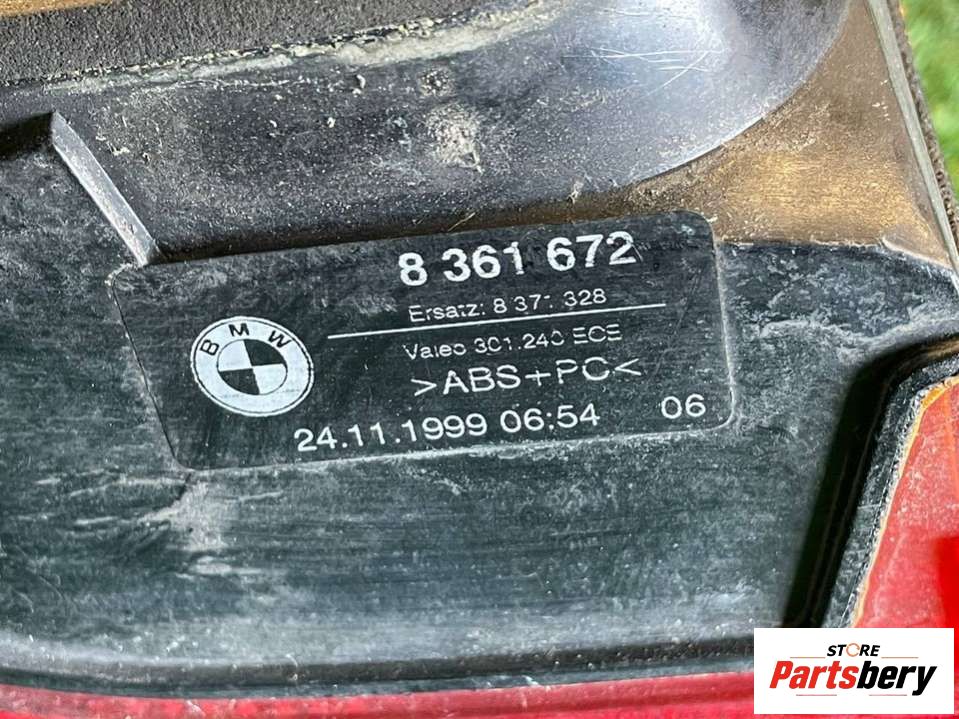 8 361 672
Ersatz: 8 371 328
Valeo 301.240 ECE
BMW
>ABS+PC<
24.11.1999 06:54 06
STORE
Partsbery